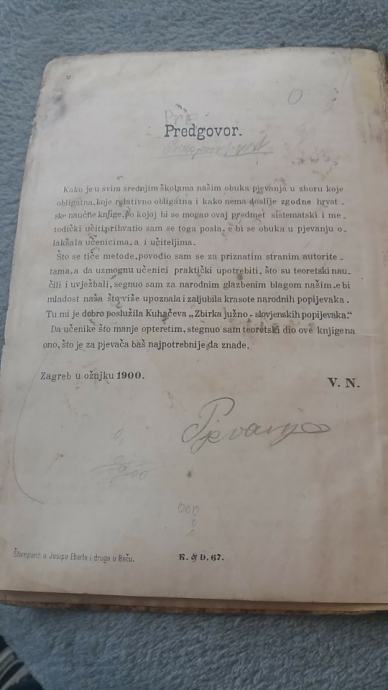 Predgovor.
Kako je u svim srednjim školama našim obuka pjevanja u zboru koje
obligatna, koje relativno obligatna i kako nema doslije zgodne hrvat-
ske naučne knjige, po kojoj bi se mogao ovaj predmet sistematski i me-
todički učiti, prihvatio sam se toga posla, e bi se obuka u pjevanju o-
lakšala učenicima, a i učiteljima.
Što se tiče metode, povodio sam se za priznatim stranim autorite-
tama, a da uzmognu učenici praktički upotrebiti, što su teoretski nau-
čili i uvježbali, segnuo sam za narodnim glazbenim blagom našim, e bi
mladost naša što više upoznala i zaljubila krasote narodnih popijevaka.
Tu mi je dobro poslužila Kuhačeva „Zbirka južno-slovjenskih popijevaka.“
Da učenike što manje opteretim, stegnuo sam teoretski dio ove knjige na
ono, što je za pjevača baš najpotrebnije da znade.
Zagreb u ožujku 1900.
V. N.
Pjevanje
Štampano u Josipa Eberle i druga u Beču.
K. & D. 67.